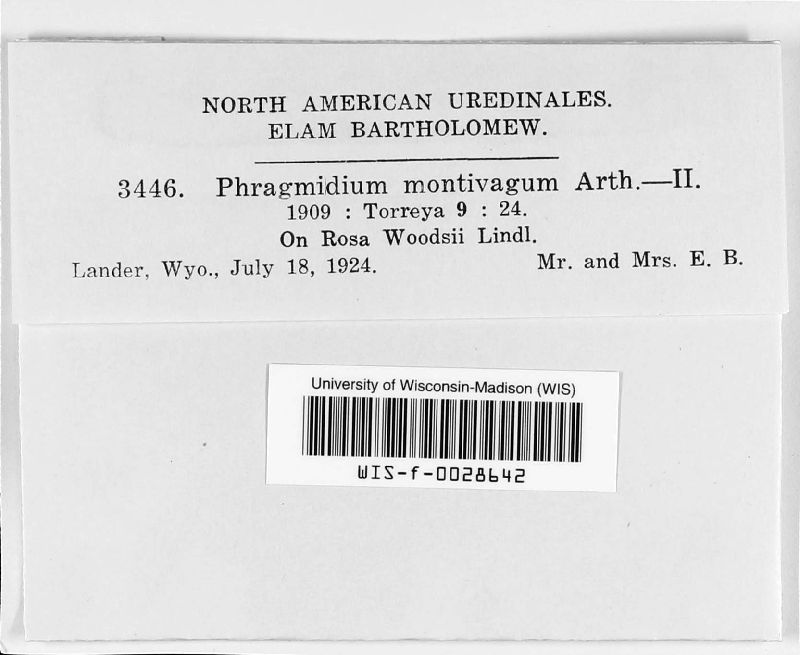 NORTH AMERICAN UREDINALES.
ELAM BARTHOLOMEW.
3446. Phragmidium montivagum Arth.—II.
1909 : Torreya 9 : 24.
On Rosa Woodsii Lindl.
Lander, Wyo., July 18, 1924. Mr. and Mrs. E. B.
University of Wisconsin-Madison (WIS)
WIS-f-0028642